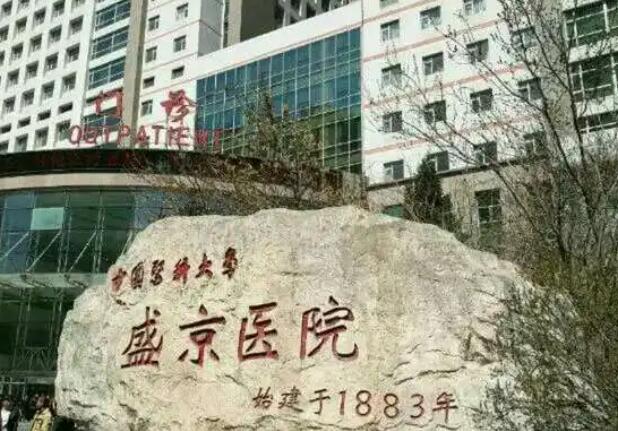 门诊
OUTPATIENT
中国医科大学
盛京医院
始建于1883年